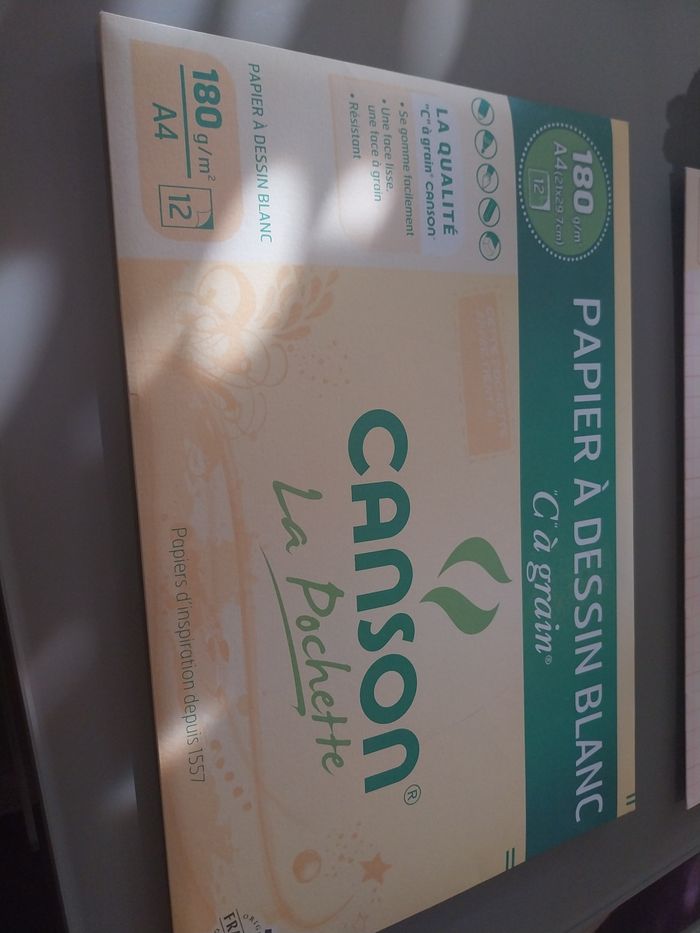 180 g/m²
A4 (21x29,7cm)
12
PAPIER À DESSIN BLANC
"C" à grain®
LA QUALITÉ
"C" à grain® CANSON®
• Se gomme facilement
• Une face lisse,
une face à grain
• Résistant
PAPIER À DESSIN BLANC
180 g/m²
A4
12
CANSON®
La Pochette
Papiers d'inspiration depuis 1557